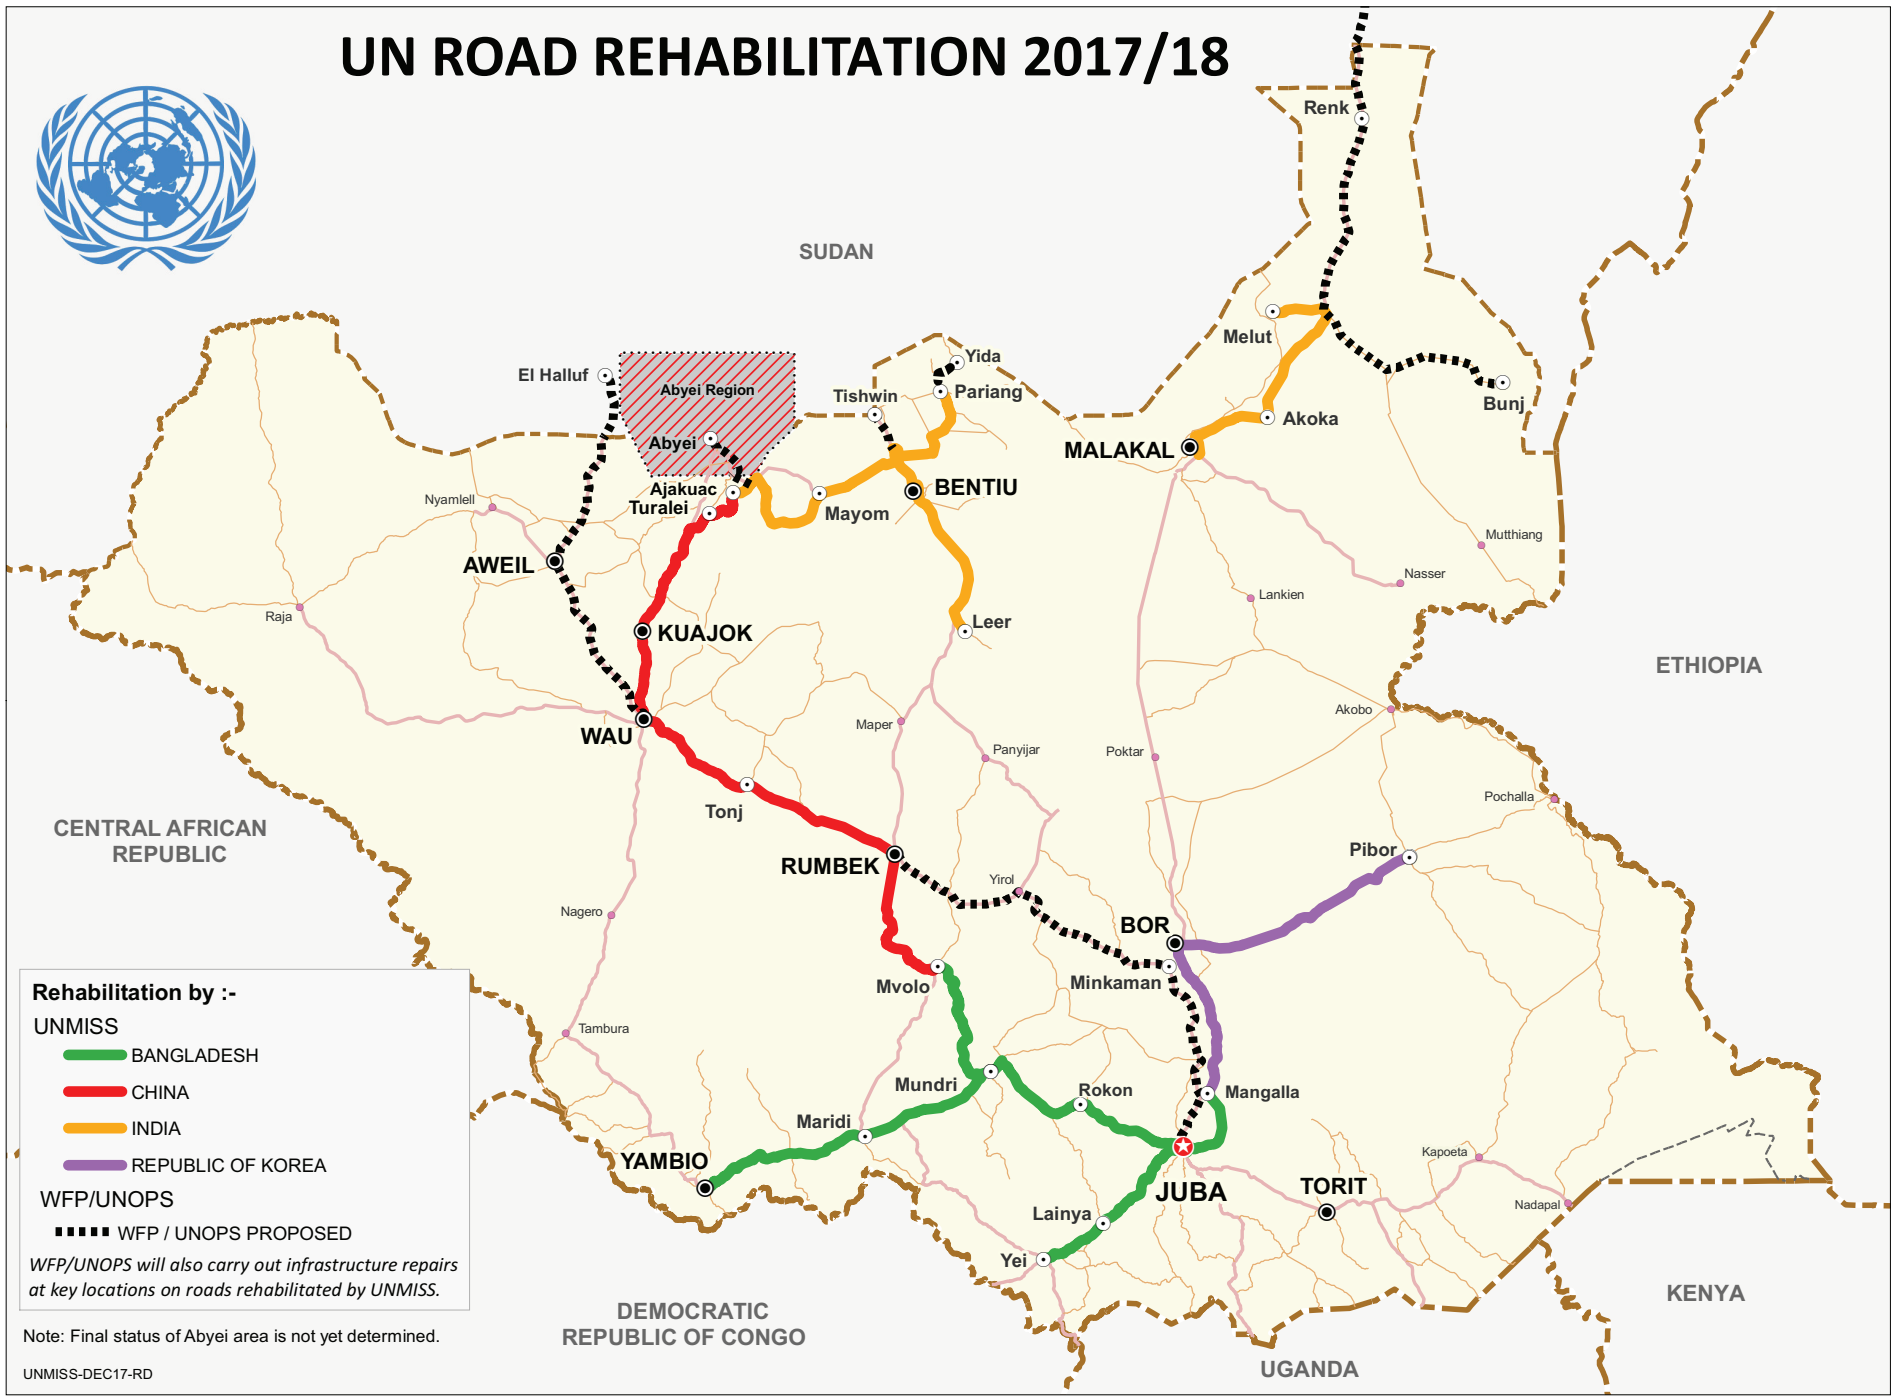 UN ROAD REHABILITATION 2017/18
Renk
SUDAN
Melut
El Halluf
Abyei Region
Yida
Pariang
Tishwin
Bunj
Akoka
Abyei
MALAKAL
Ajakuac
Turalei
BENTIU
Nyamlell
Mayom
Mutthiang
AWEIL
Nasser
Lankien
Raja
Leer
KUAJOK
ETHIOPIA
Akobo
Maper
WAU
Panyijar
Poktar
Pochalla
Tonj
CENTRAL AFRICAN
REPUBLIC
Pibor
RUMBEK
Yirol
Nagero
BOR
Minkaman
Mvolo
Tambura
Mundri
Rokon
Mangalla
Maridi
Kapoeta
YAMBIO
JUBA
TORIT
Nadapal
Lainya
Yei
KENYA
DEMOCRATIC
REPUBLIC OF CONGO
UGANDA
Rehabilitation by :-
UNMISS
BANGLADESH
CHINA
INDIA
REPUBLIC OF KOREA
WFP/UNOPS
WFP / UNOPS PROPOSED
WFP/UNOPS will also carry out infrastructure repairs
at key locations on roads rehabilitated by UNMISS.
Note: Final status of Abyei area is not yet determined.
UNMISS-DEC17-RD